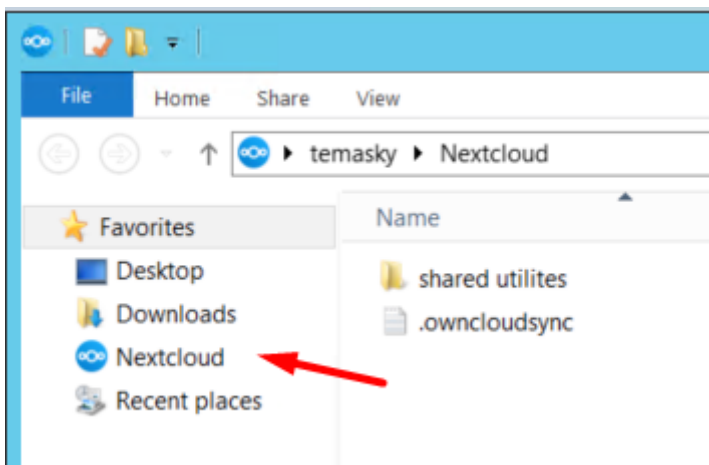 File Home Share View
temasky Nextcloud
Favorites
Desktop
Downloads
Nextcloud
Recent places
Name
shared utilites
.owncloudsync